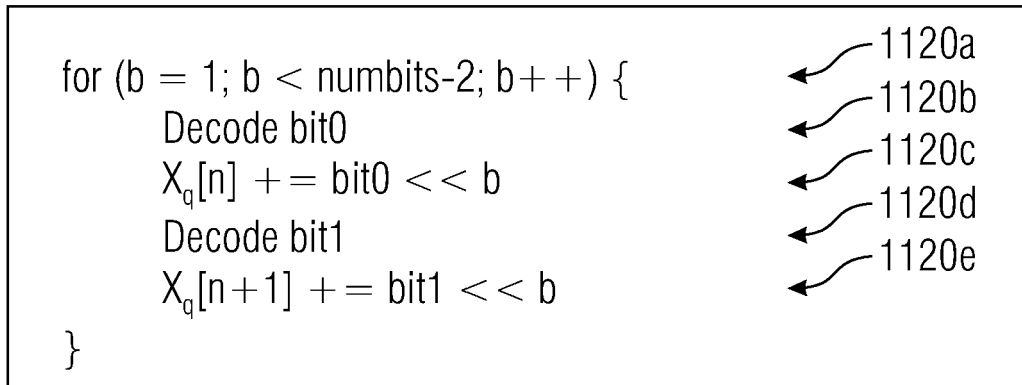 for (b = 1; b < numbits-2; b++) { 1120a
Decode bit0 1120b
Xq[n] += bit0 << b 1120c
Decode bit1 1120d
Xq[n+1] += bit1 << b 1120e
}